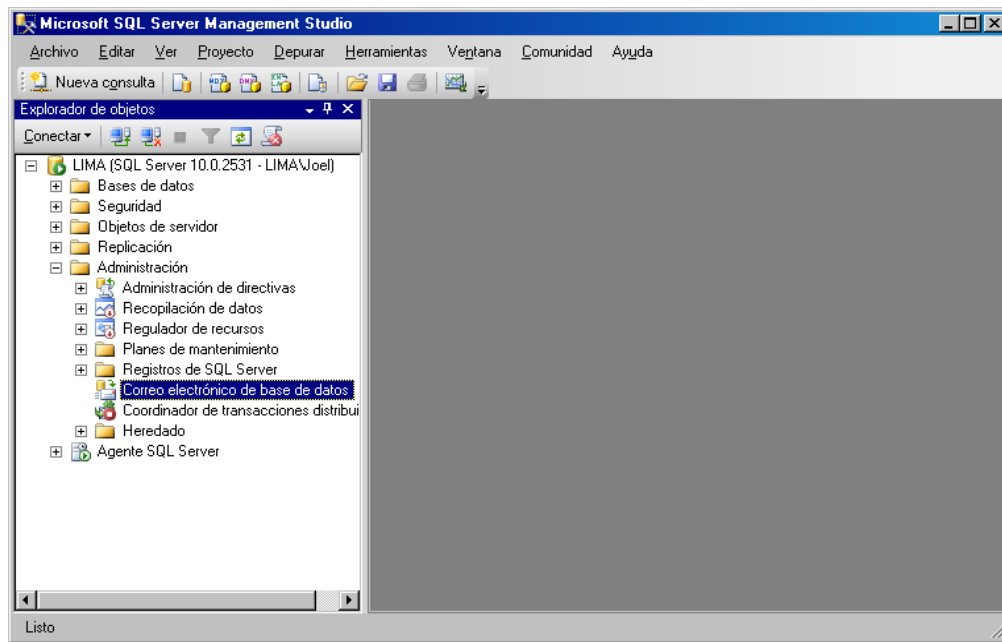 Microsoft SQL Server Management Studio
Archivo Editar Ver Proyecto Depurar Herramientas Ventana Comunidad Ayuda
Nueva consulta
Explorador de objetos
Conectar
LIMA (SQL Server 10.0.2531 - LIMA\Joel)
Bases de datos
Seguridad
Objetos de servidor
Replicación
Administración
Administración de directivas
Recopilación de datos
Regulador de recursos
Planes de mantenimiento
Registros de SQL Server
Correo electrónico de base de datos
Coordinador de transacciones distribui
Heredado
Agente SQL Server
Listo